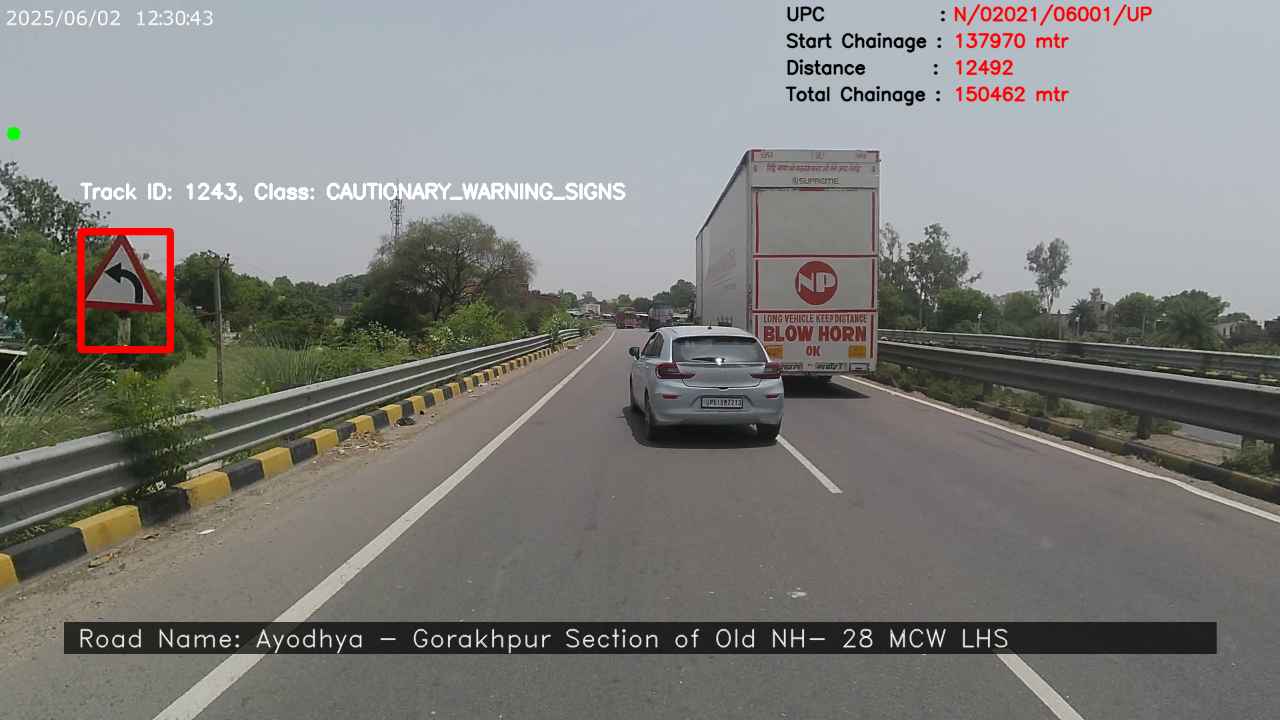 2025/06/02 12:30:43
UPC : N/02021/06001/UP
Start Chainage : 137970 mtr
Distance : 12492
Total Chainage : 150462 mtr
Track ID: 1243, Class: CAUTIONARY_WARNING_SIGNS
SUPREME
NP
LONG VEHICLE KEEP DISTANCE
BLOW HORN
OK
Road Name: Ayodhya - Gorakhpur Section of Old NH- 28 MCW LHS